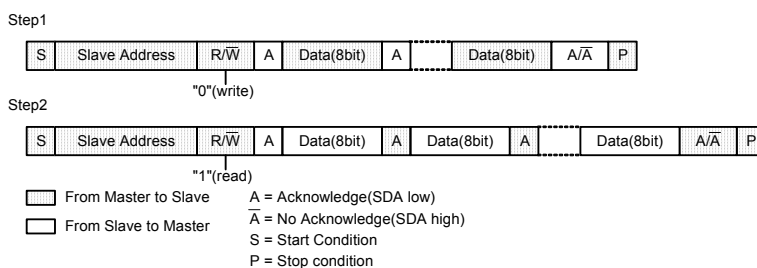 Step1
S Slave Address R/W̅ A Data(8bit) A Data(8bit) A/A̅ P
"0"(write)
Step2
S Slave Address R/W̅ A Data(8bit) A Data(8bit) A Data(8bit) A/A̅ P
"1"(read)
From Master to Slave A = Acknowledge(SDA low)
From Slave to Master A̅ = No Acknowledge(SDA high)
S = Start Condition
P = Stop condition